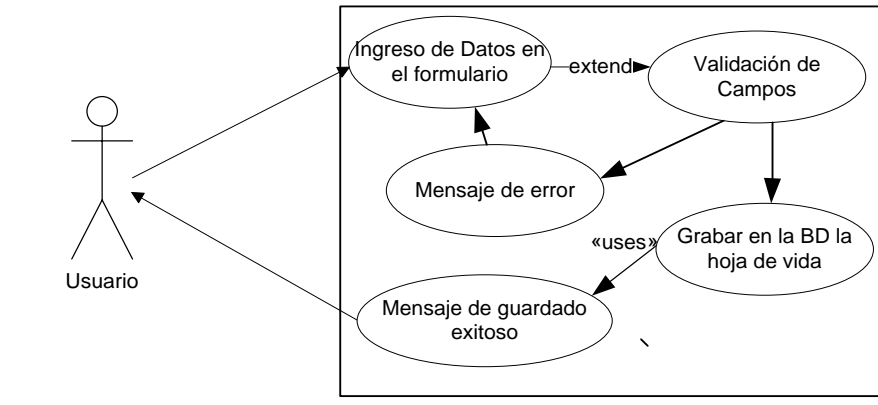 Ingreso de Datos en
el formulario
extend
Validación de
Campos
Mensaje de error
«uses»
Grabar en la BD la
hoja de vida
Usuario
Mensaje de guardado
exitoso